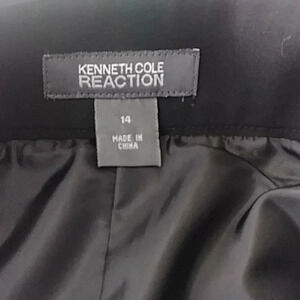 KENNETH COLE
REACTION
14
MADE IN
CHINA